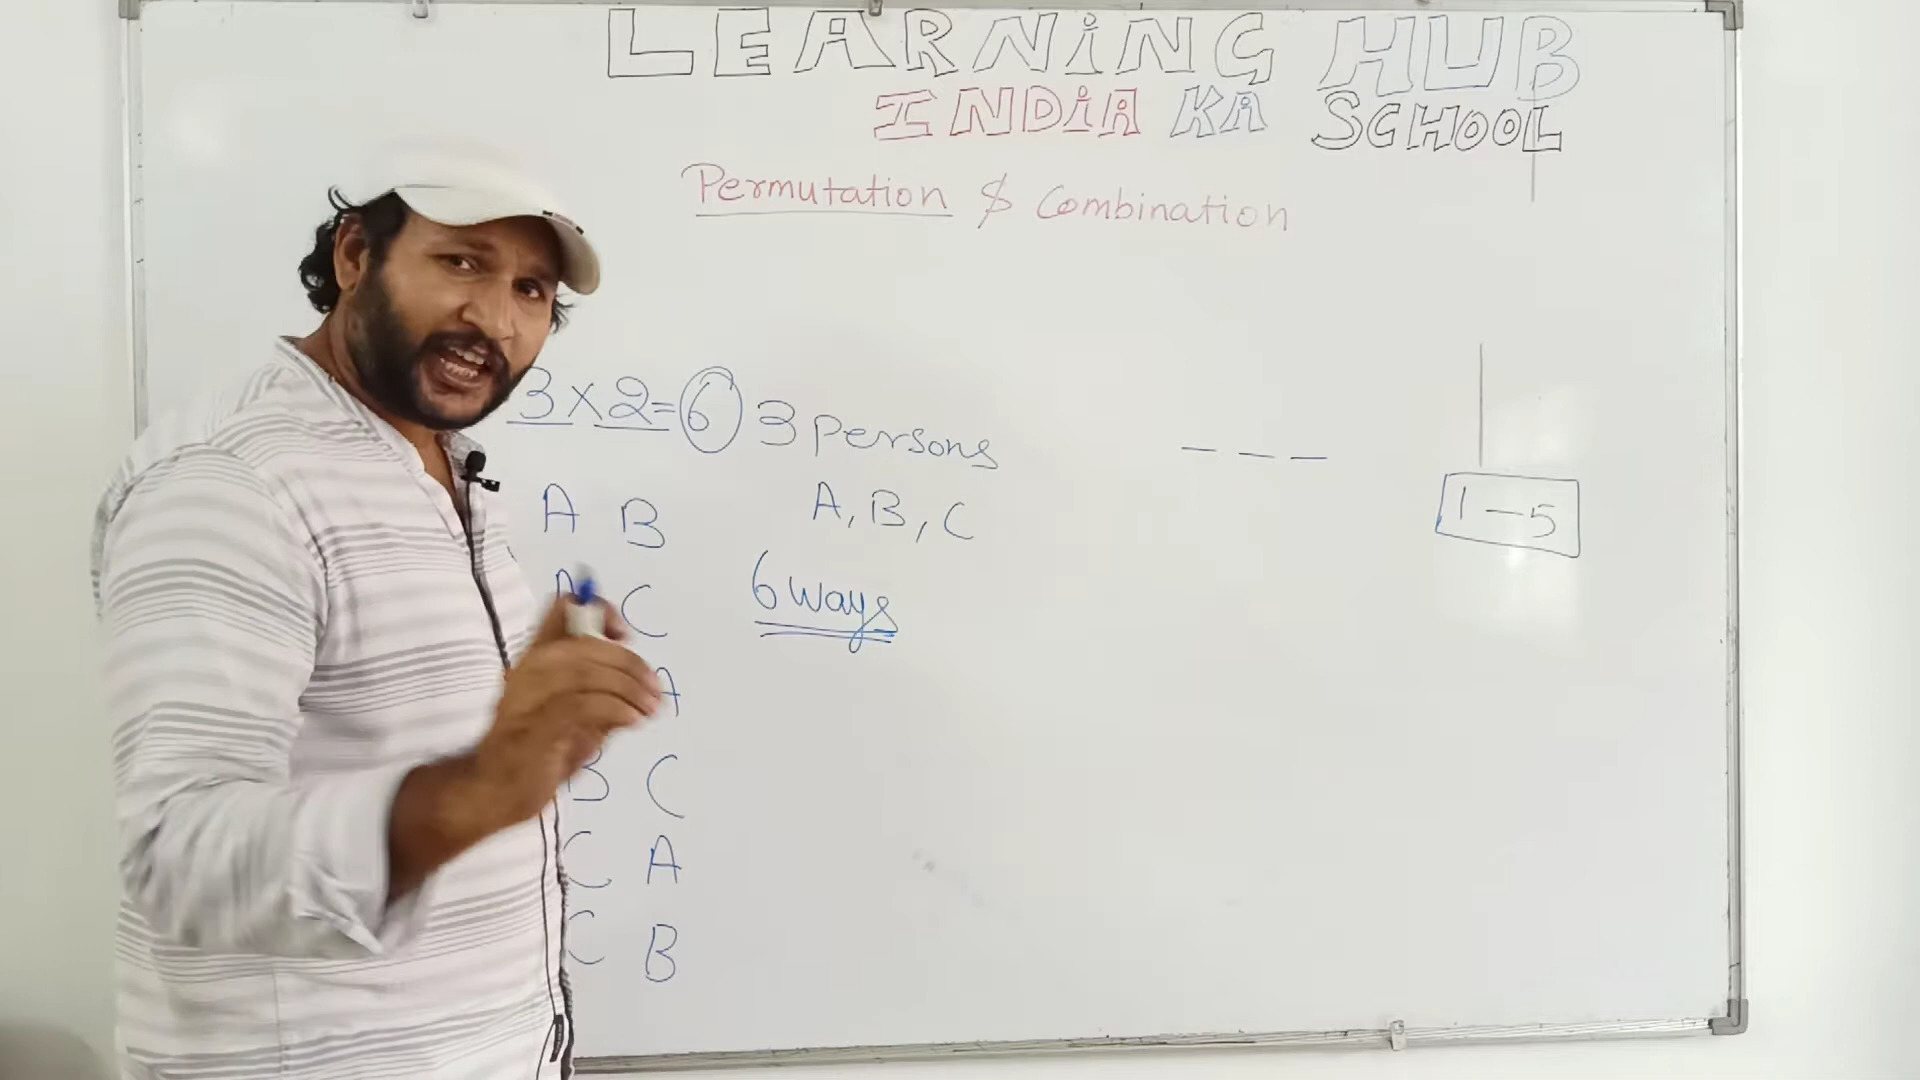 LEARNiNG HUB
INDiA KA SCHOOL
Permutation & Combination
3×2=6 3 persons
_ _ _
A B
A, B, C
1-5
A C
6 ways
A
B C
C A
C B